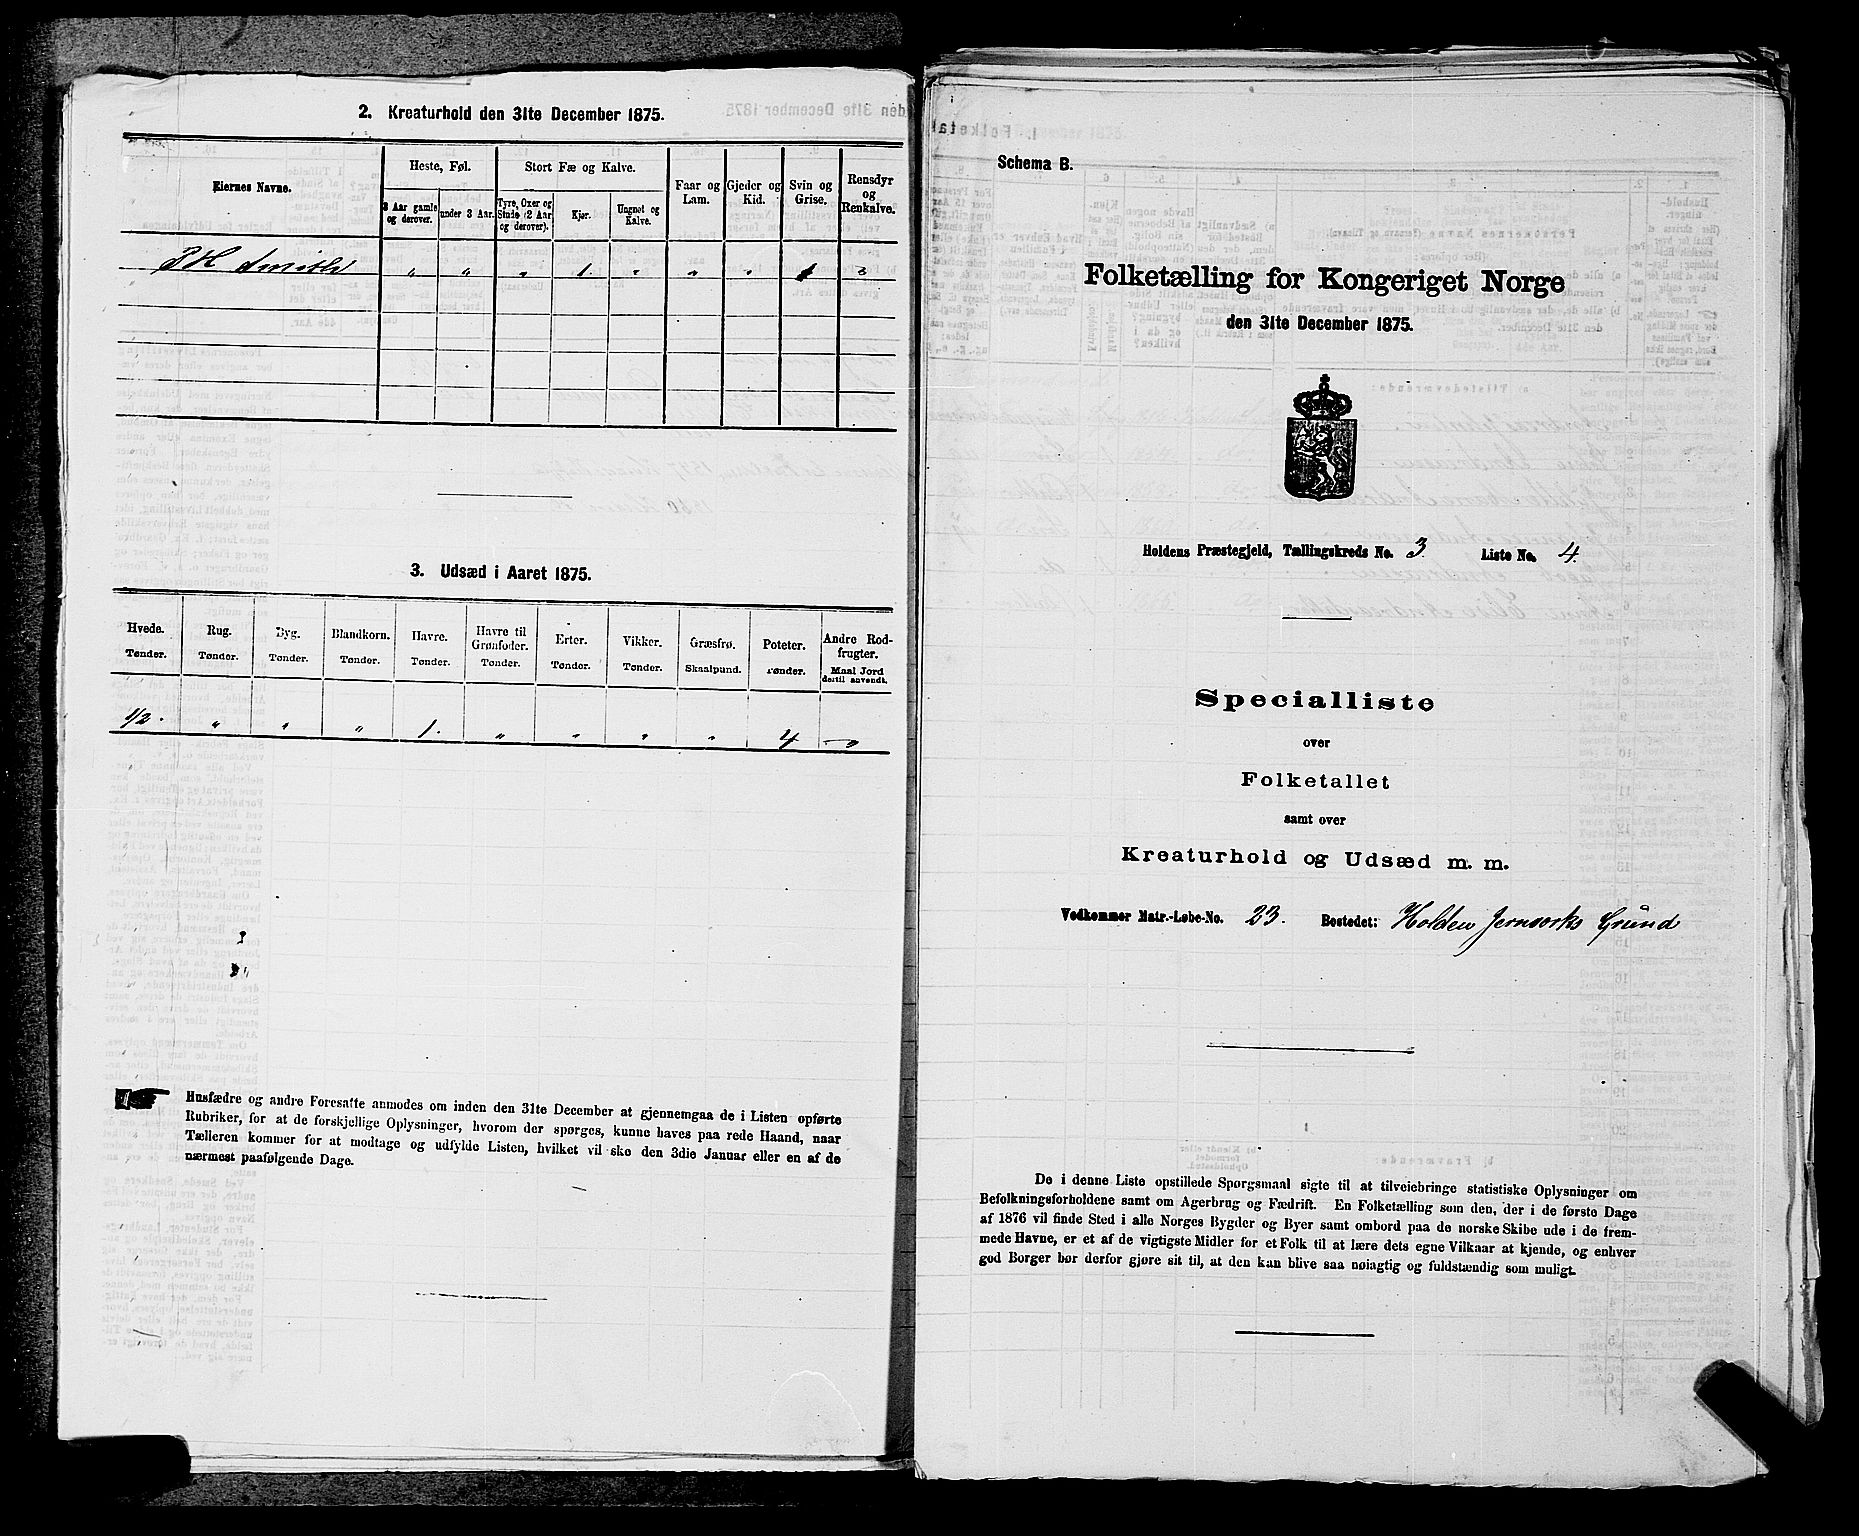 2. Kreaturhold den 31te December 1875.
Eiernes Navne.
Heste, Føl.
Stort Fæ og Kalve.
Faar og Lam.
Gjeder og Kid.
Svin og Grise.
Rensdyr og Renkalve.
3 Aar gamle og derover.
under 3 Aar.
Tyre, Oxer og Stude (2 Aar og derover).
Kjør.
Ungnet og Kalve.
P H Smith " " " 1. " " " 1 "
3. Udsæd i Aaret 1875.
Hvede. Rug. Byg. Blandkorn. Havre. Havre til Grønfoder. Erter. Vikker. Græsfrø. Poteter. Andre Rodfrugter.
Tønder. Tønder. Tønder. Tønder. Tønder. Tønder. Tønder. Tønder. Skaalpund. Tønder. Maal Jord dertil anvendt.
1/2. " " " 1. " " " " 4 "
Husfædre og andre Foresatte anmodes om inden den 31te December at gjennemgaa de i Listen opførte
Rubriker, for at de forskjellige Oplysninger, hvorom der spørges, kunne haves paa rede Haand, naar
Tælleren kommer for at modtage og udfylde Listen, hvilket vil ske den 3die Januar eller en af de
nærmest paafølgende Dage.
Schema B.
Folketælling for Kongeriget Norge
den 31te December 1875.
Holdens Præstegjeld, Tællingskreds No. 3. Liste No. 4
Specialliste
over
Folketallet
samt over
Kreaturhold og Udsæd m. m.
Vedkommer Matr.-Løbe-No. 23. Bostedet: Holden Jernværks Grund
De i denne Liste opstillede Spørgsmaal sigte til at tilveiebringe statistiske Oplysninger om
Befolkningsforholdene samt om Agerbrug og Fædrift. En Folketælling som den, der i de første Dage
af 1876 vil finde Sted i alle Norges Bygder og Byer samt ombord paa de norske Skibe ude i de frem-
mede Havne, er et af de vigtigste Midler for et Folk til at lære dets egne Vilkaar at kjende, og enhver
god Borger bør derfor gjøre sit til, at den kan blive saa nøiagtig og fuldstændig som muligt.